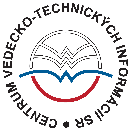 CENTRUM VEDECKO-TECHNICKÝCH INFORMÁCIÍ SR •